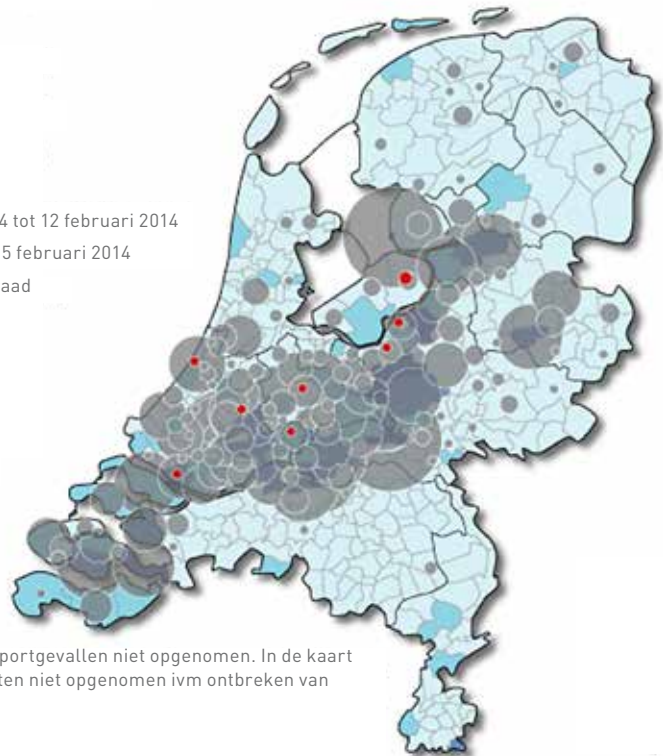 4 tot 12 februari 2014
5 februari 2014
aad
portgevallen niet opgenomen. In de kaart
ten niet opgenomen ivm ontbreken van